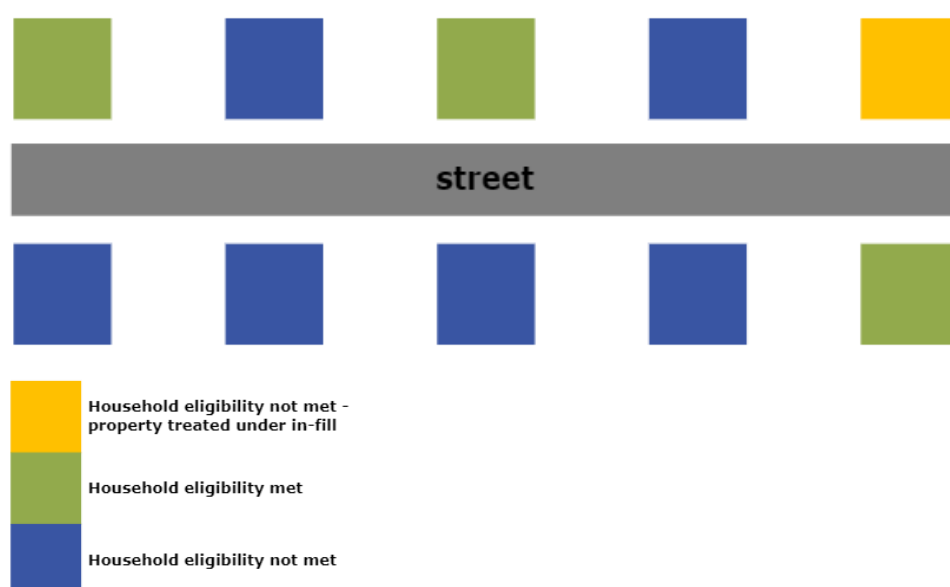 street
Household eligibility not met -
property treated under in-fill
Household eligibility met
Household eligibility not met